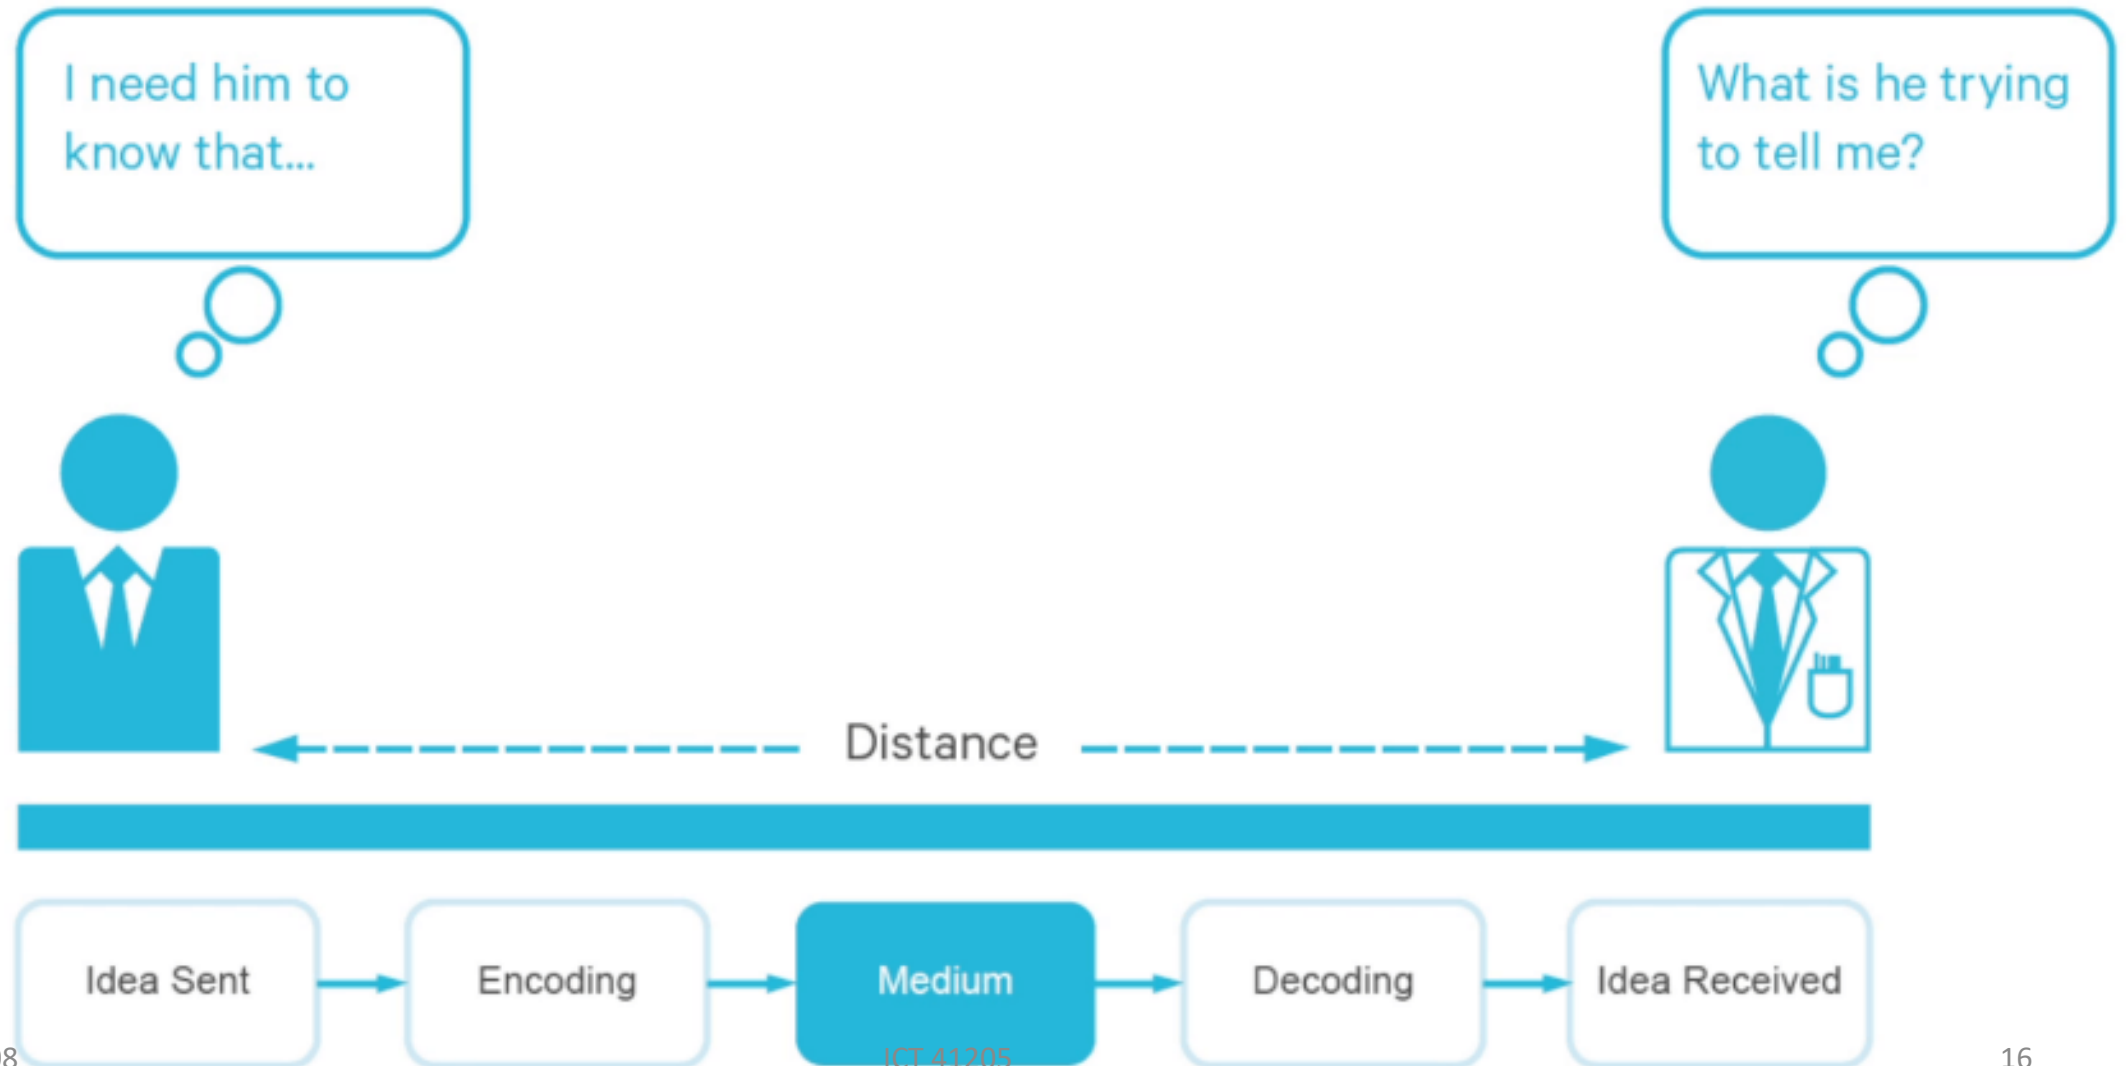 I need him to
know that...
What is he trying
to tell me?
Distance
Idea Sent
Encoding
Medium
Decoding
Idea Received
ICT 41205
16